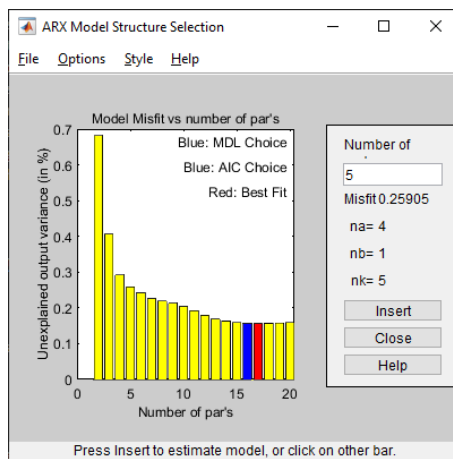 ARX Model Structure Selection
File Options Style Help
Model Misfit vs number of par's
Unexplained output variance (in %)
0.7
0.6
0.5
0.4
0.3
0.2
0.1
0
Blue: MDL Choice
Blue: AIC Choice
Red: Best Fit
0 5 10 15 20
Number of par's
Number of
5
Misfit 0.25905
na= 4
nb= 1
nk= 5
Insert
Close
Help
Press Insert to estimate model, or click on other bar.